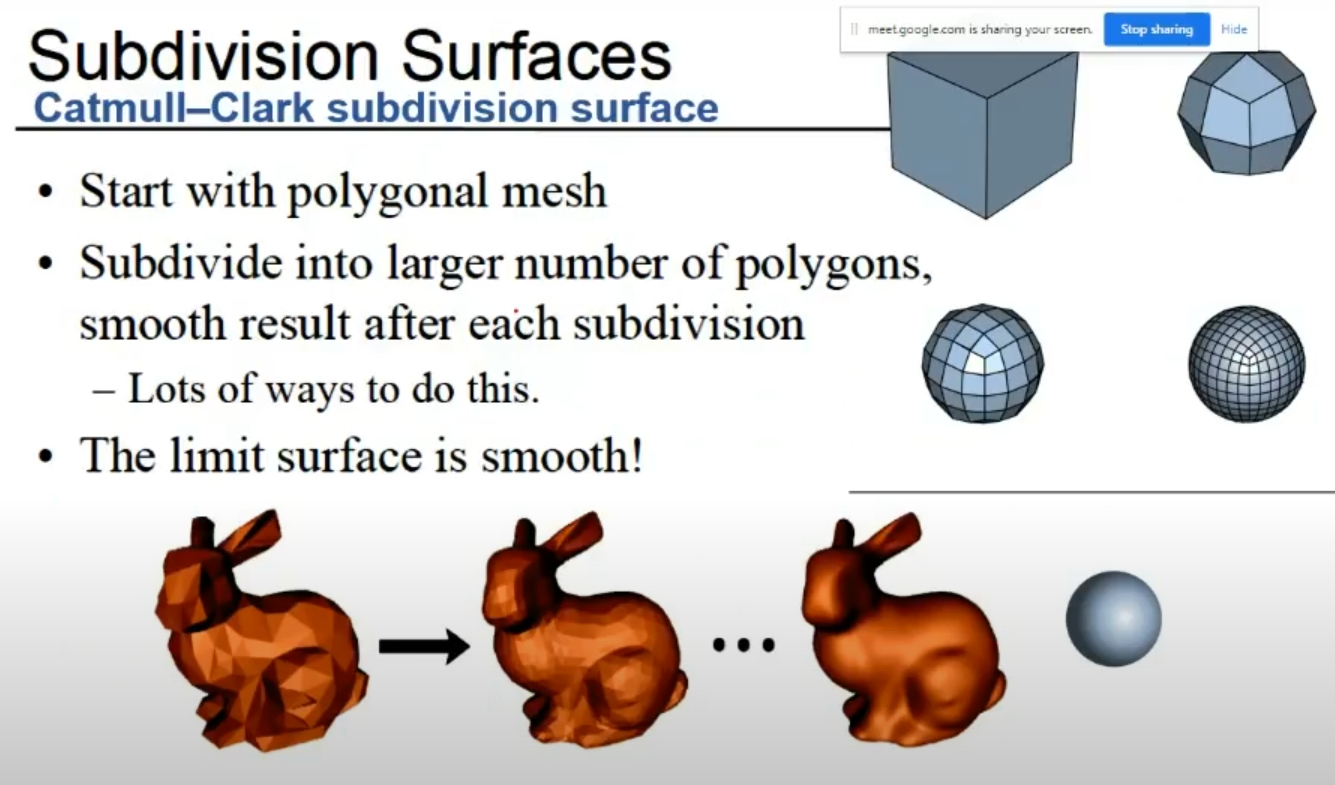 Subdivision Surfaces
Catmull–Clark subdivision surface
meet.google.com is sharing your screen.
Stop sharing
Hide
• Start with polygonal mesh
• Subdivide into larger number of polygons,
smooth result after each subdivision
– Lots of ways to do this.
• The limit surface is smooth!